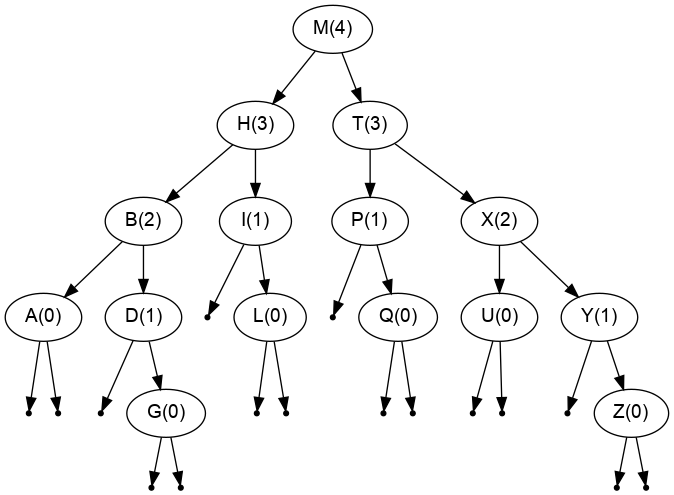 M(4)
H(3) T(3)
B(2) I(1) P(1) X(2)
A(0) D(1) L(0) Q(0) U(0) Y(1)
G(0) Z(0)